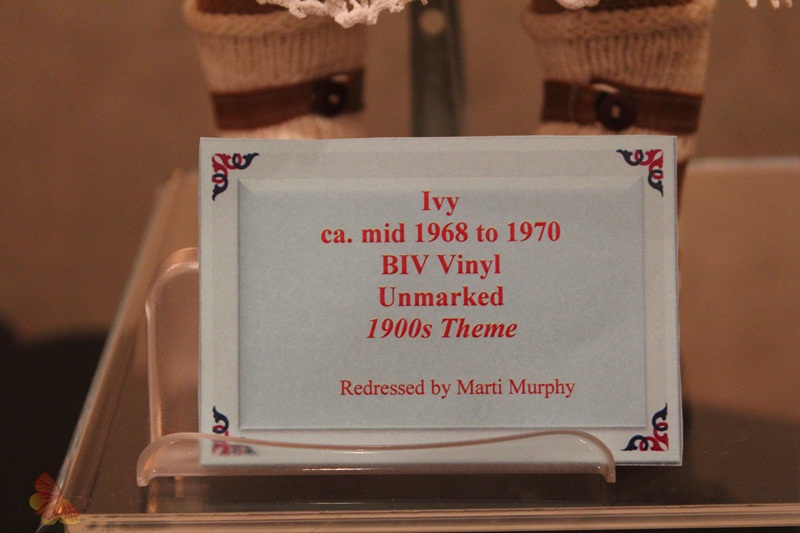 Ivy
ca. mid 1968 to 1970
BIV Vinyl
Unmarked
1900s Theme
Redressed by Marti Murphy